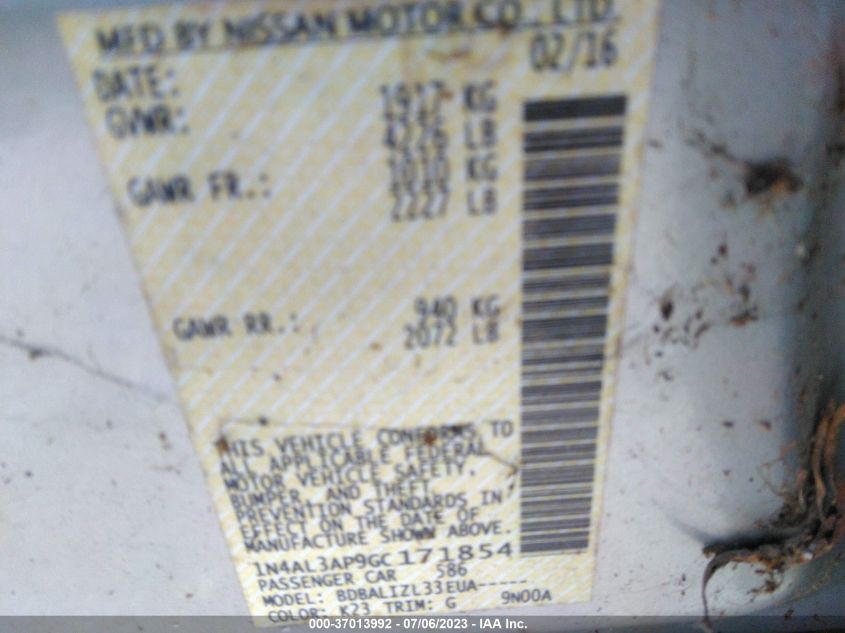 MFD BY NISSAN MOTOR CO., LTD.
DATE: 02/16
GVWR: 1917 KG
4226 LB
GAWR FR.: 1010 KG
2227 LB
GAWR RR.: 940 KG
2072 LB
THIS VEHICLE CONFORMS TO
ALL APPLICABLE FEDERAL
MOTOR VEHICLE SAFETY,
BUMPER, AND THEFT
PREVENTION STANDARDS IN
EFFECT ON THE DATE OF
MANUFACTURE SHOWN ABOVE.
1N4AL3AP9GC171854
PASSENGER CAR 586
MODEL: BDBALIZL33EUA-----
COLOR: K23 TRIM: G 9N00A
000-37013992 - 07/06/2023 - IAA Inc.